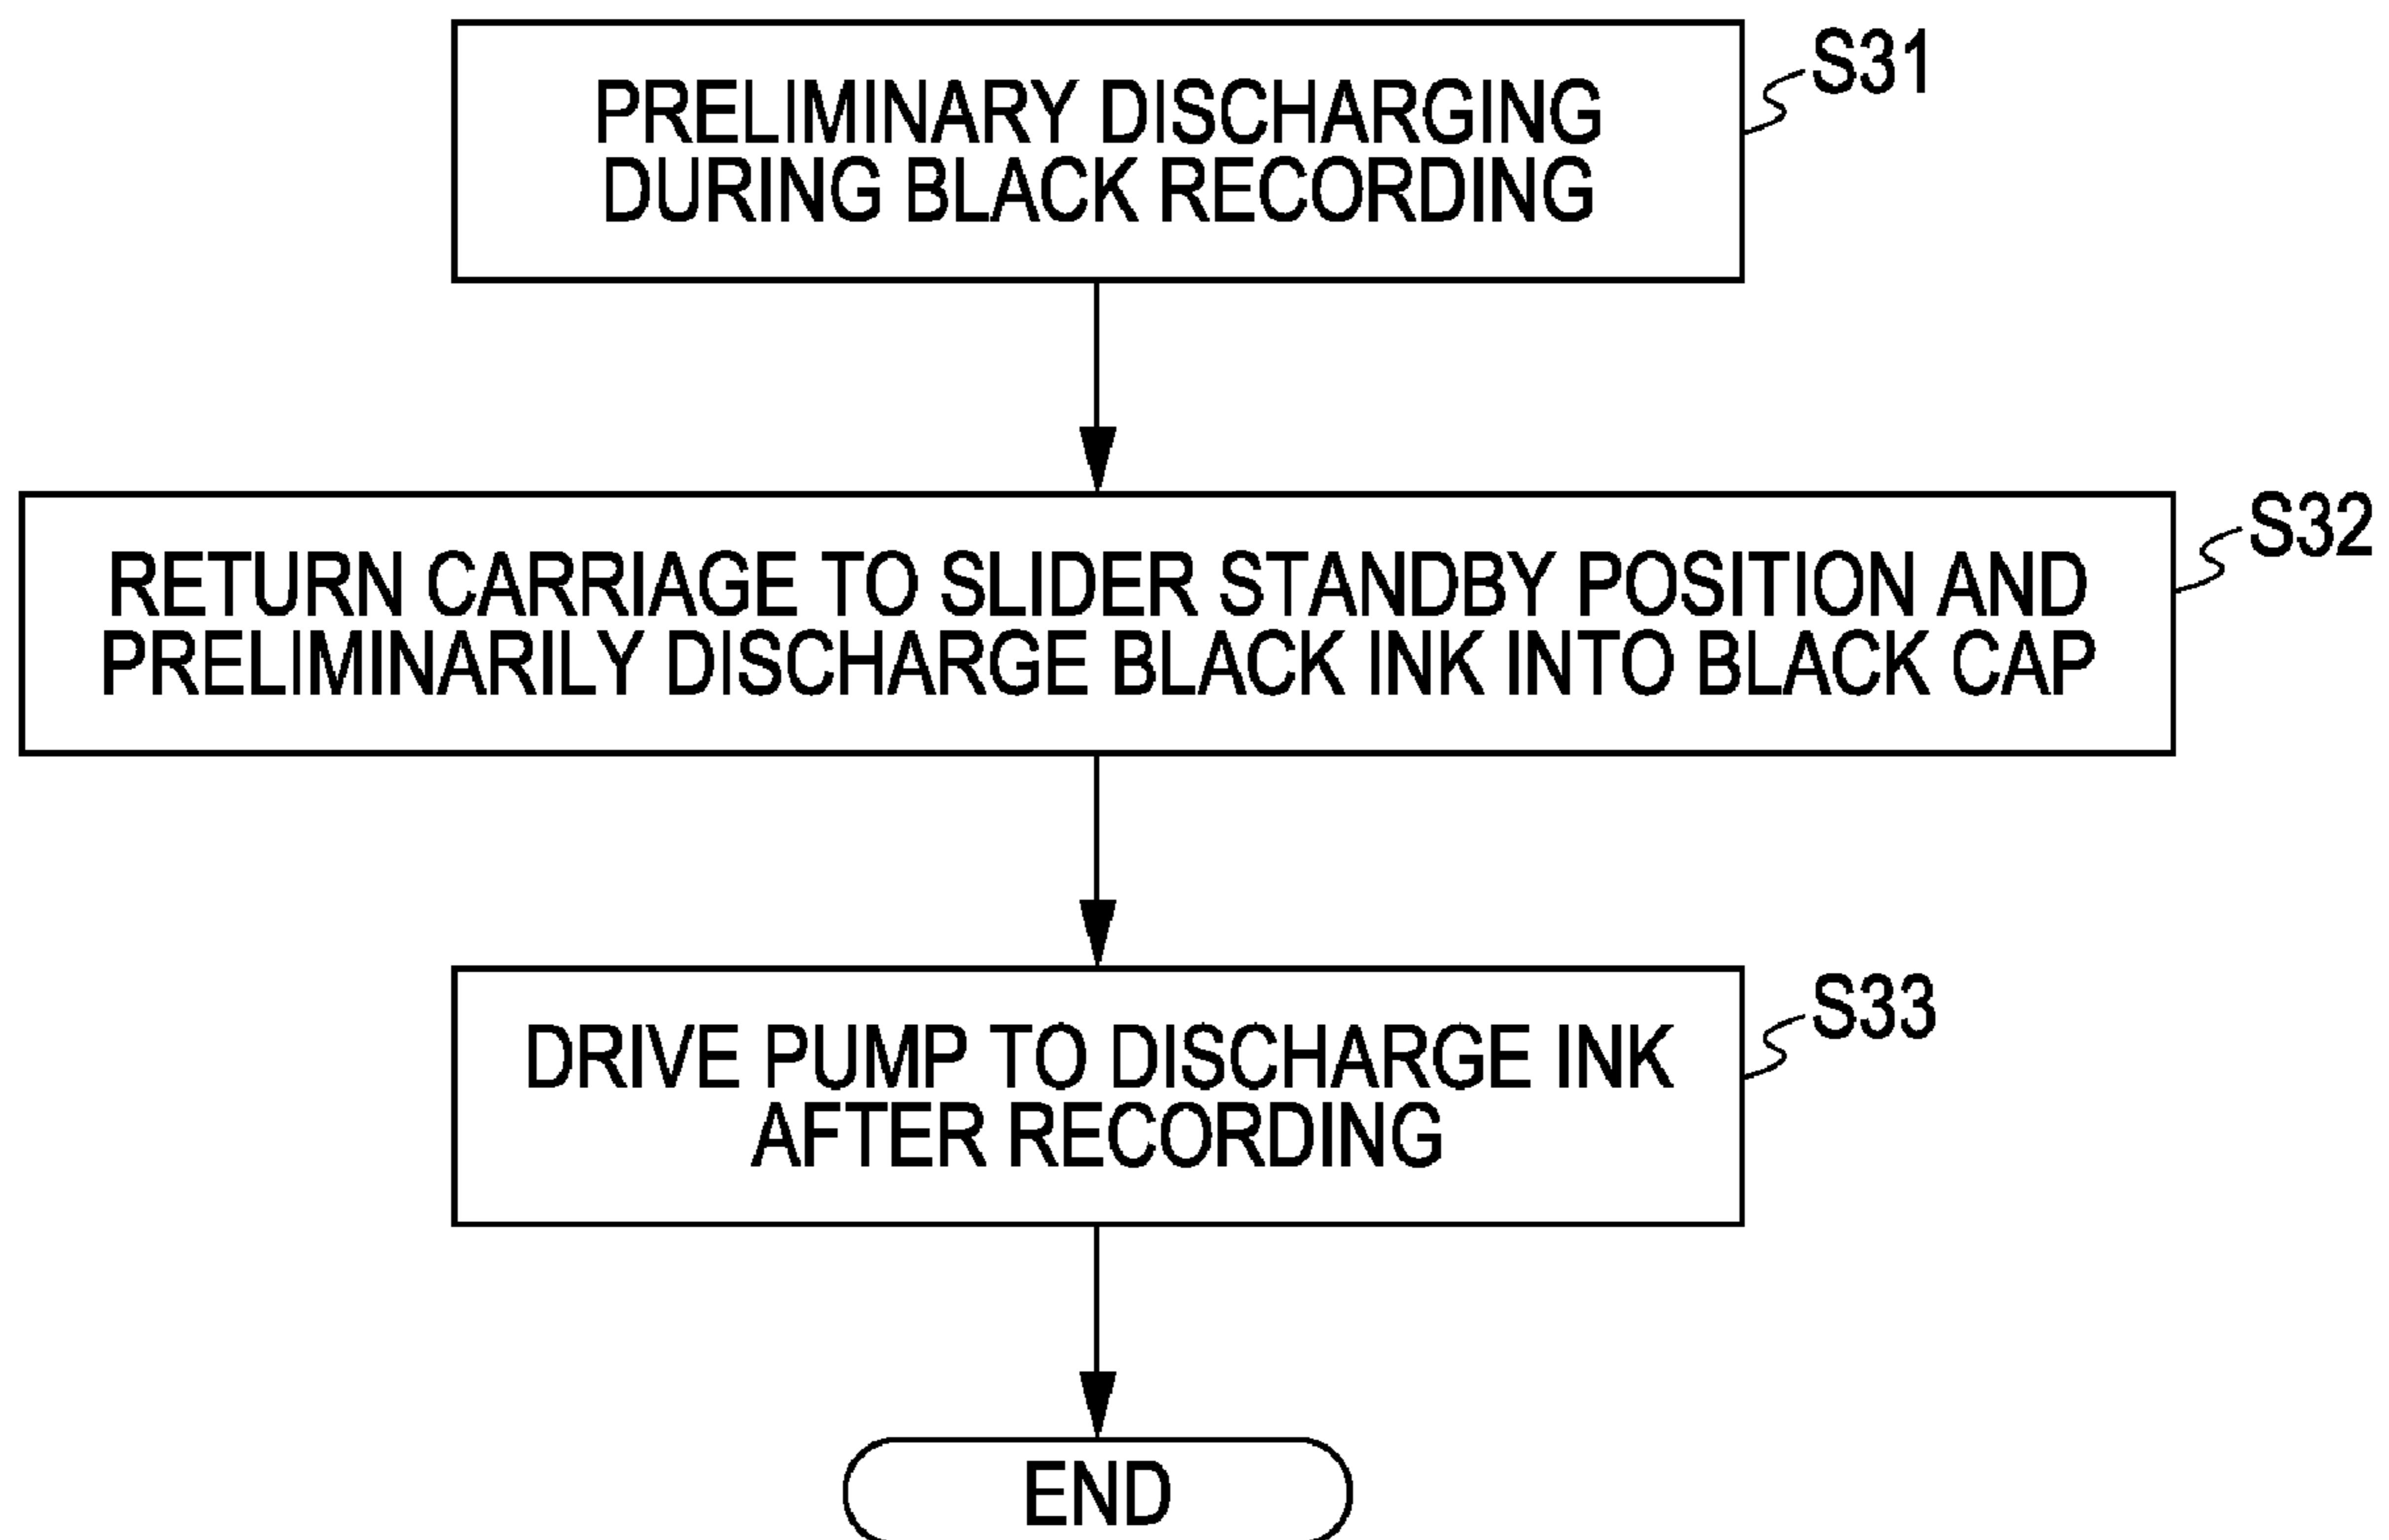 PRELIMINARY DISCHARGING
DURING BLACK RECORDING
S31
RETURN CARRIAGE TO SLIDER STANDBY POSITION AND
PRELIMINARILY DISCHARGE BLACK INK INTO BLACK CAP
S32
DRIVE PUMP TO DISCHARGE INK
AFTER RECORDING
S33
END